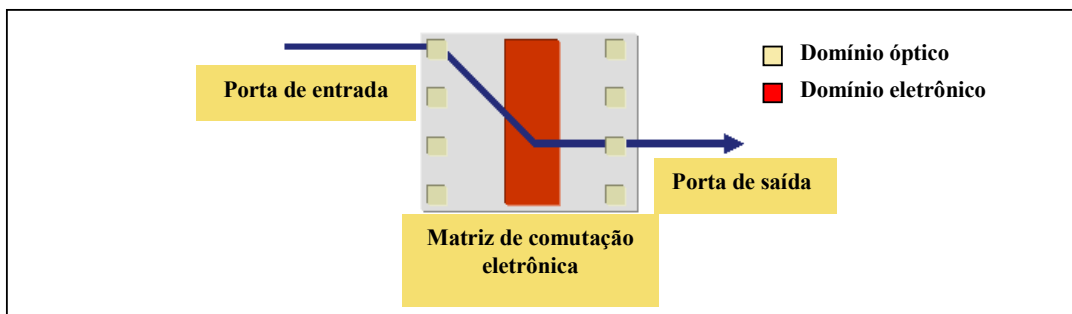 Domínio óptico
Porta de entrada
Domínio eletrônico
Porta de saída
Matriz de comutação
eletrônica